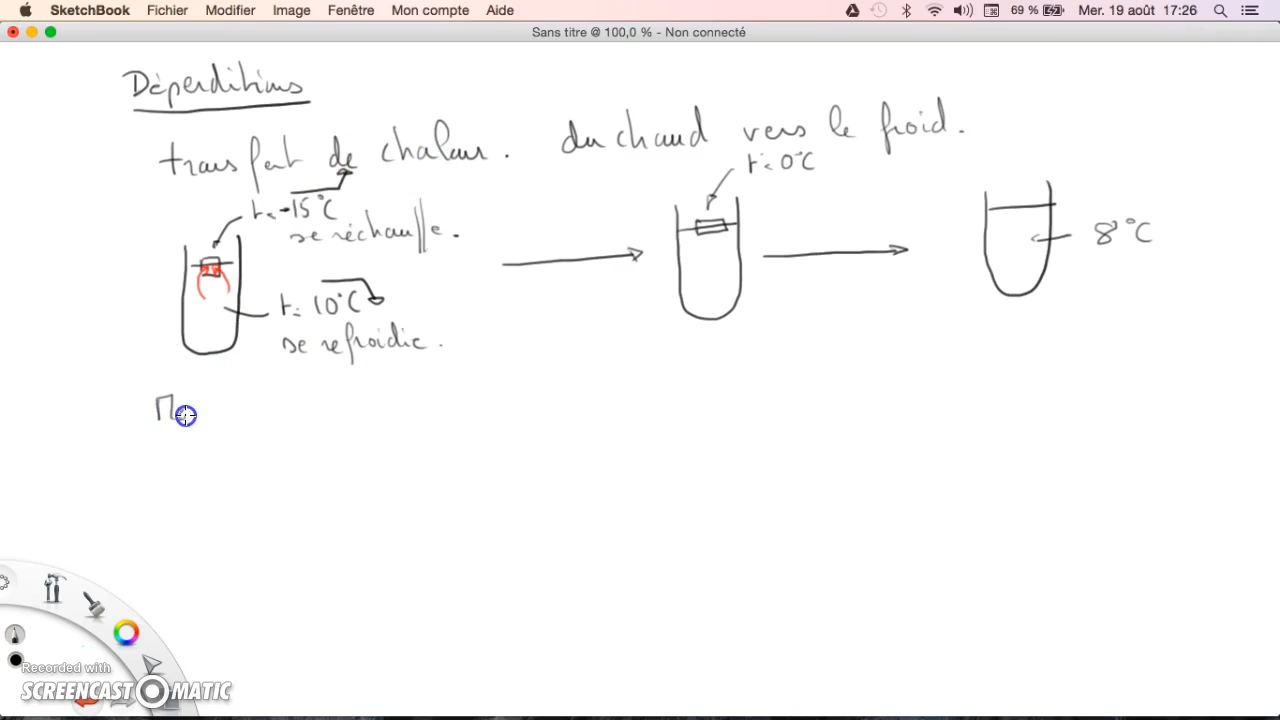 SketchBook Fichier Modifier Image Fenêtre Mon compte Aide 69 % Mer. 19 août 17:26
Sans titre @ 100,0 % - Non connecté
Déperditions
transfert de chaleur. du chaud vers le froid.
t = -15°C
se réchauffe.
t = 10°C
se refroidie.
t = 0°C
8°C
Recorded with
SCREENCAST-O-MATIC